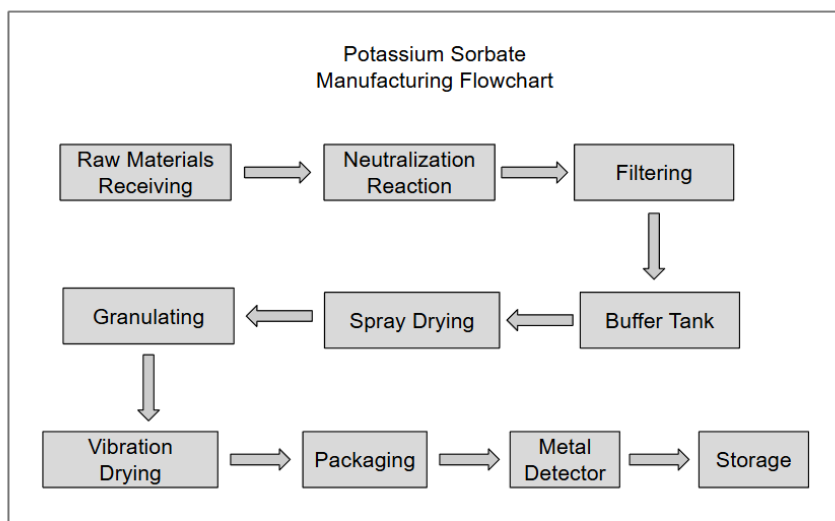 Potassium Sorbate
Manufacturing Flowchart
Raw Materials
Receiving
Neutralization
Reaction
Filtering
Buffer Tank
Spray Drying
Granulating
Vibration
Drying
Packaging
Metal
Detector
Storage